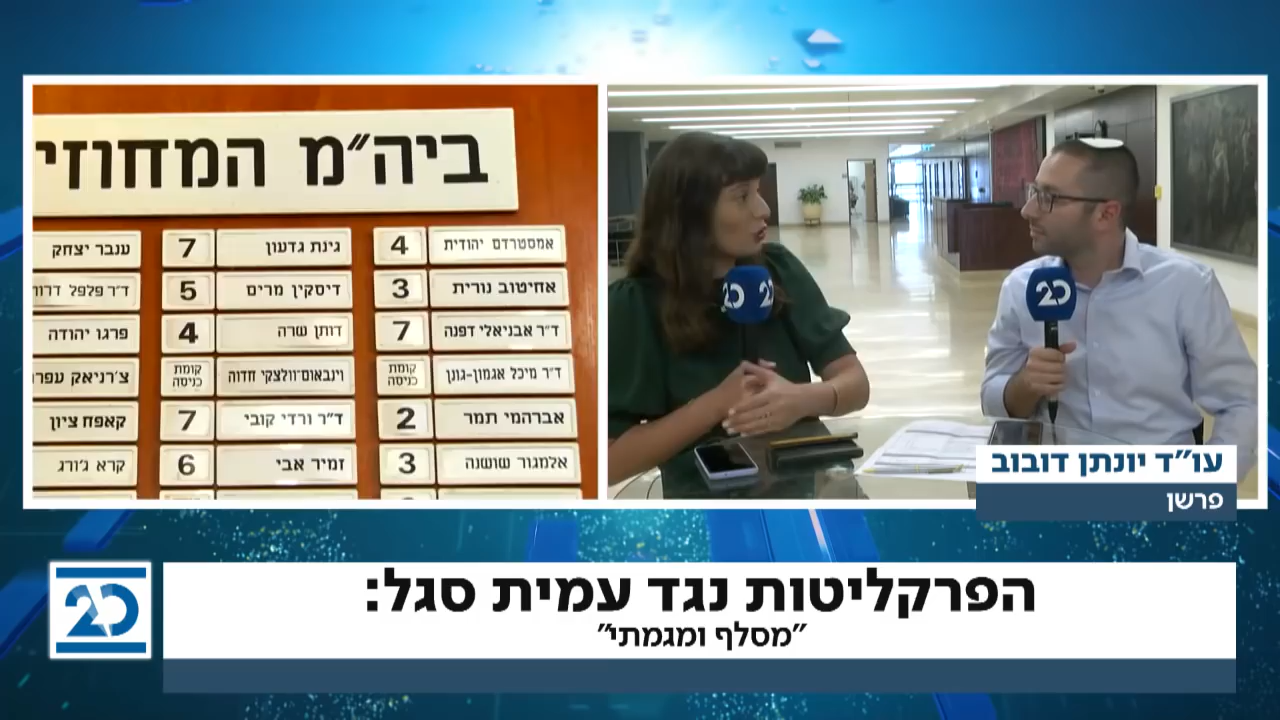 ביה״מ המחוזי
אמסטרדם יהודית 4
גינת גדעון 7
ענבר יצחק
אחיטוב נורית 3
דיסקין מרים 5
ד״ר פלפל דרור
ד״ר אבניאלי דפנה 7
דותן שרה 4
פרגו יהודה
ד״ר מיכל אגמון-גונן קומת כניסה
וינבאום-וולצקי חדוה קומת כניסה
צ׳רניאק עפרה
אברהמי תמר 2
ד״ר ורדי קובי 7
קאפח ציון
אלמגור שושנה 3
זמיר אבי 6
קרא ג׳ורג
20
20
עו״ד יונתן דובוב
פרשן
20
הפרקליטות נגד עמית סגל:
״מסלף ומגמתי״